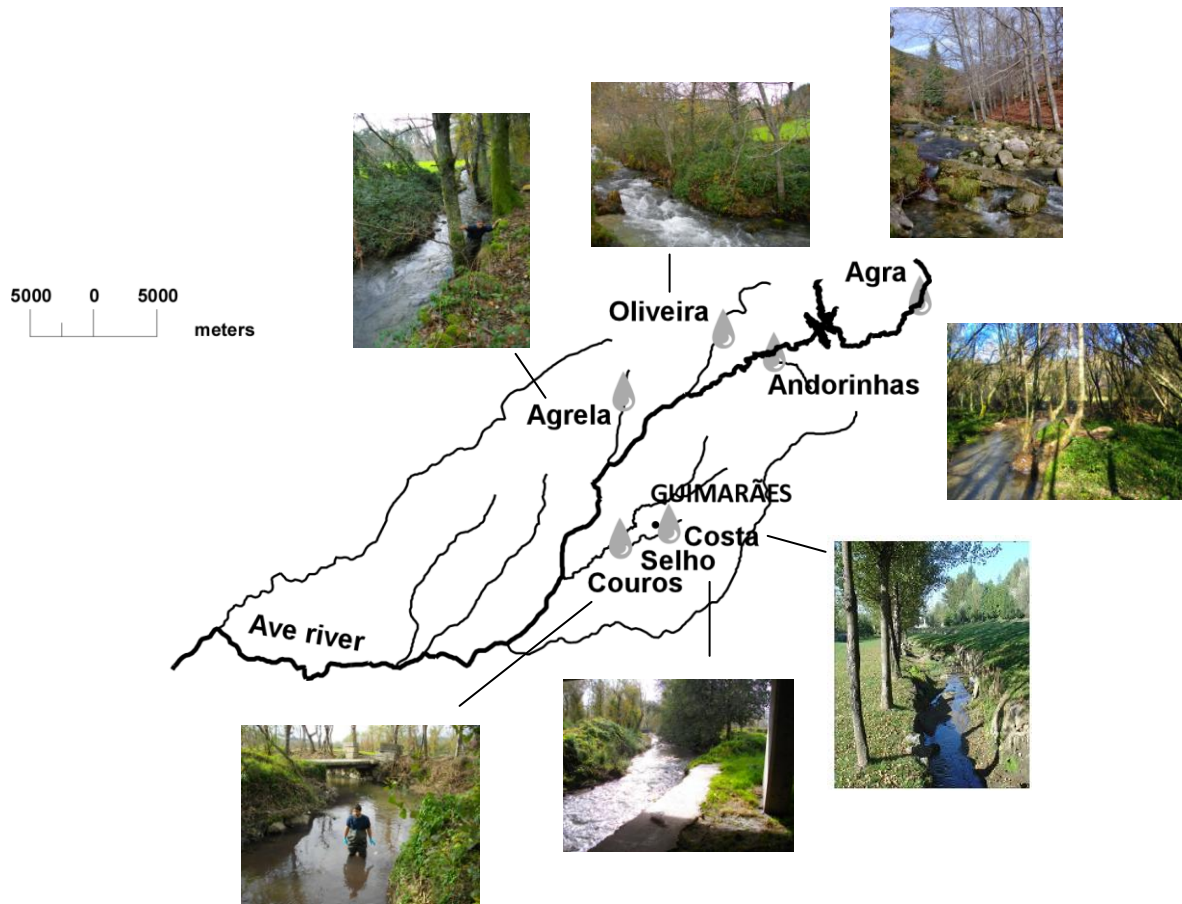 Agra
5000 0 5000
meters
Oliveira
Andorinhas
Agrela
GUIMARÃES
Costa
Selho
Couros
Ave river